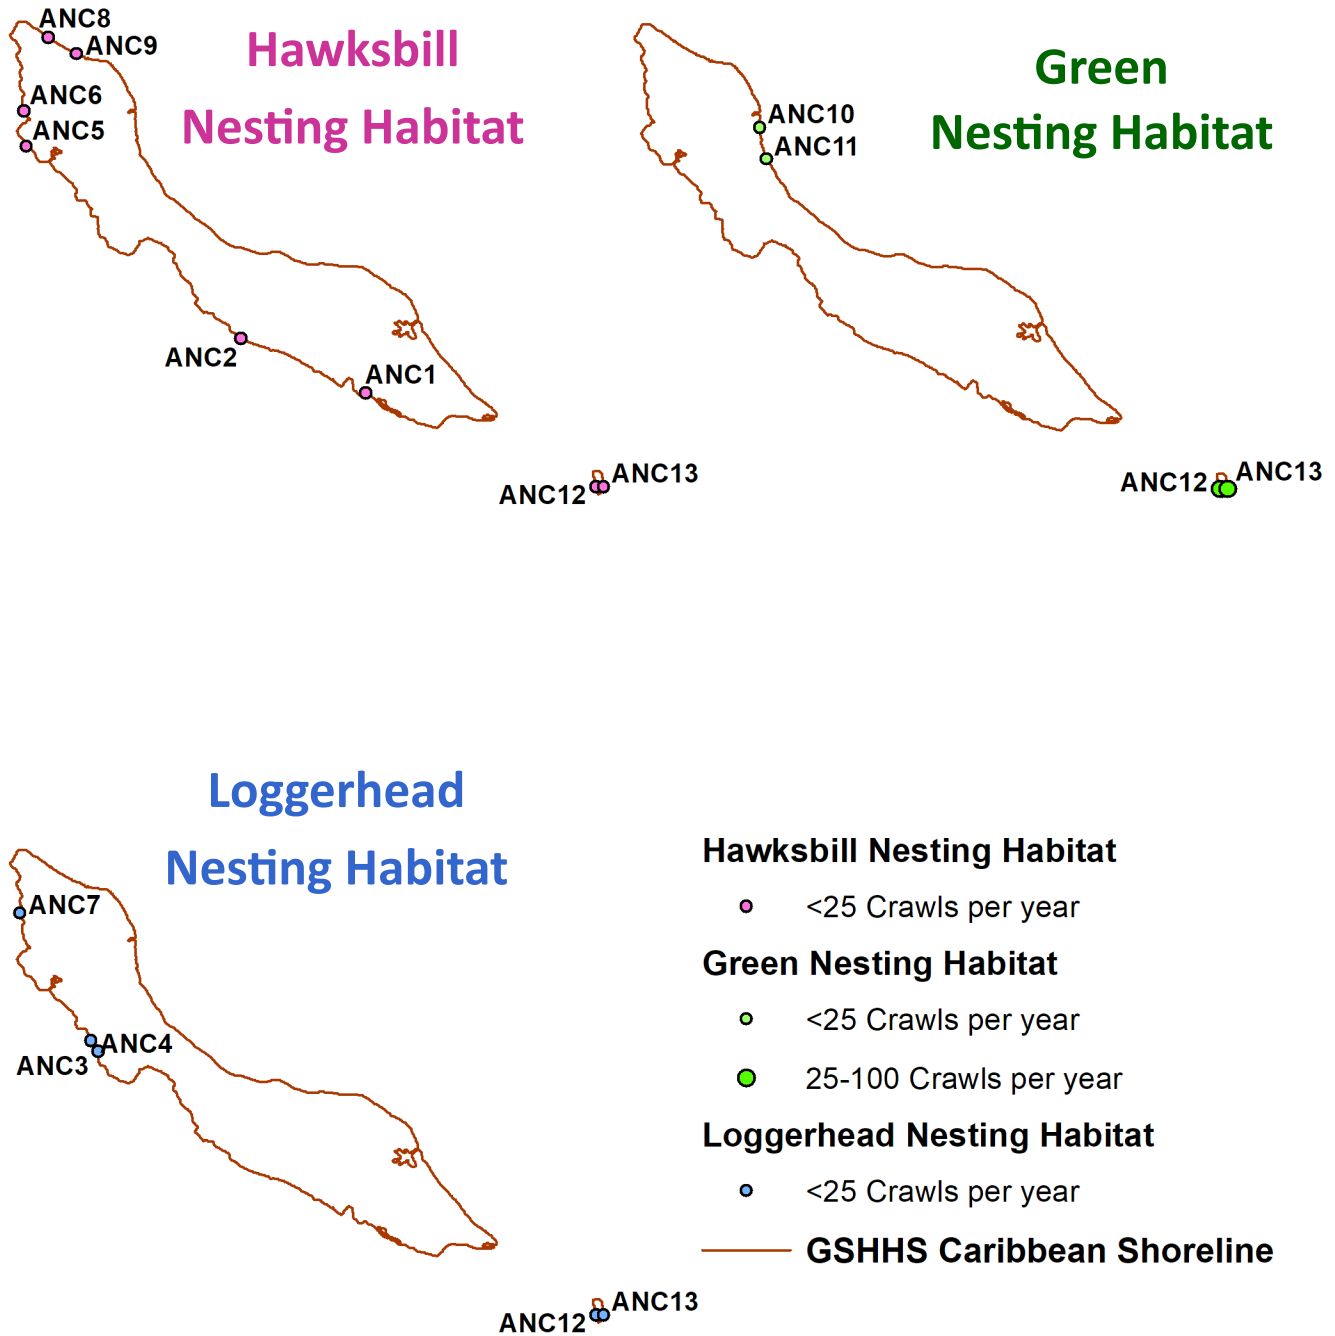 ANC8
ANC9
Hawksbill
Nesting Habitat
ANC6
ANC5
ANC2
ANC1
ANC13
ANC12
Green
Nesting Habitat
ANC10
ANC11
ANC13
ANC12
Loggerhead
Nesting Habitat
ANC7
ANC4
ANC3
ANC13
ANC12
Hawksbill Nesting Habitat
<25 Crawls per year
Green Nesting Habitat
<25 Crawls per year
25-100 Crawls per year
Loggerhead Nesting Habitat
<25 Crawls per year
GSHHS Caribbean Shoreline